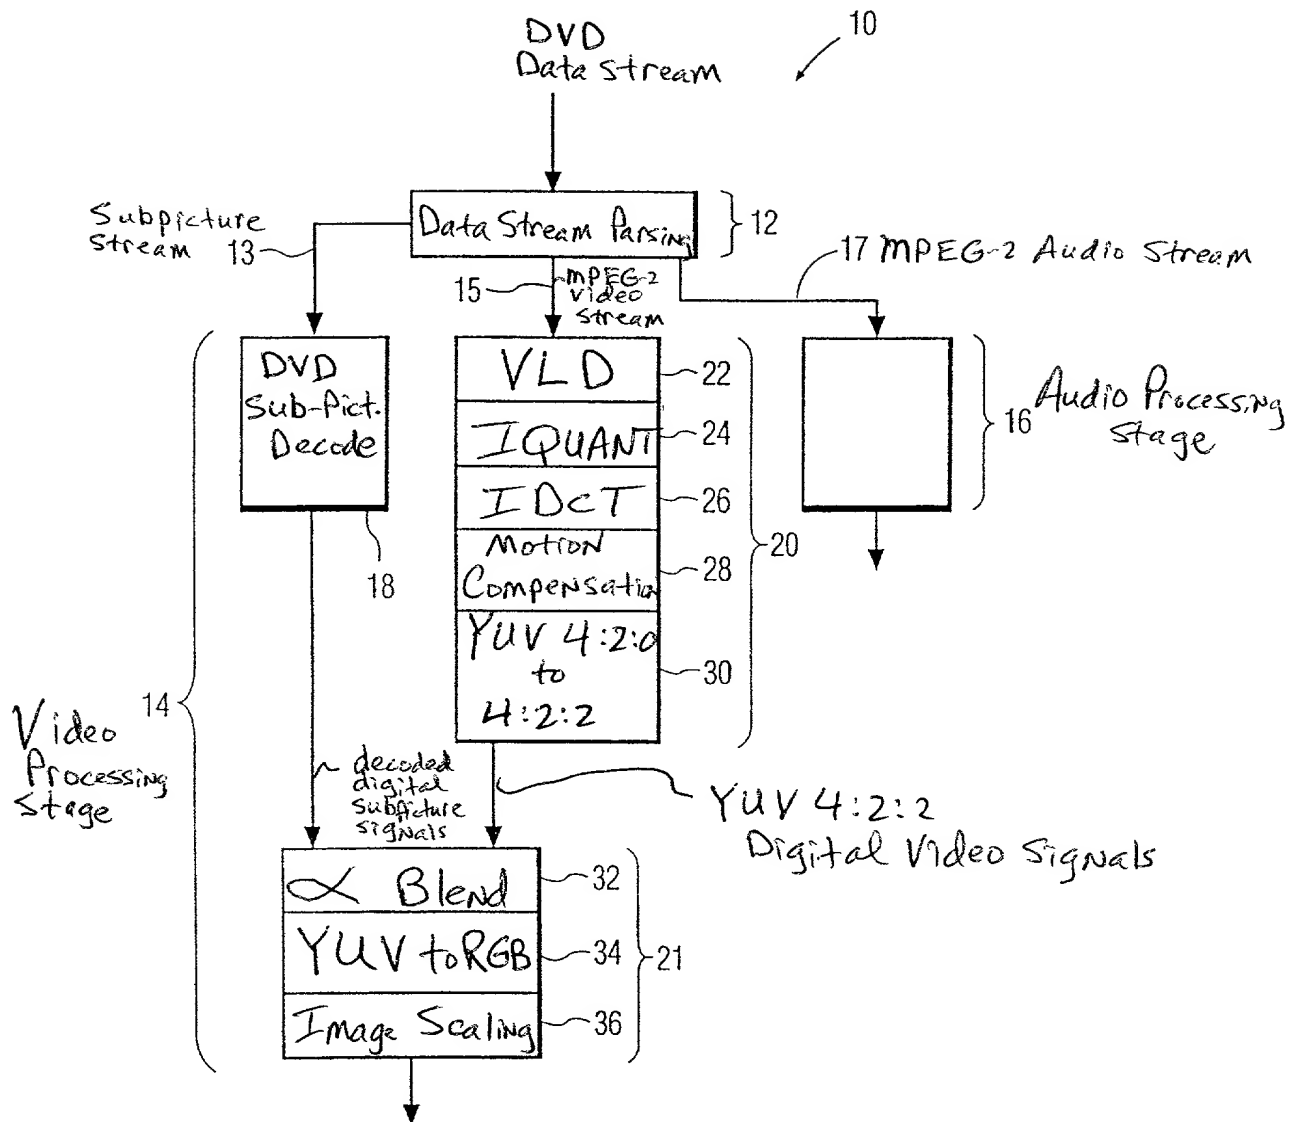 DVD
Data Stream
10
Data Stream Parsing
12
Subpicture
Stream 13
15
MPEG-2
Video
Stream
17 MPEG-2 Audio Stream
DVD
Sub-Pict.
Decode
18
VLD
22
IQUANT
24
IDCT
26
Motion
Compensation
28
YUV 4:2:0
to
4:2:2
30
20
16
Audio Processing
Stage
14
Video
Processing
Stage
decoded
digital
subpicture
signals
YUV 4:2:2
Digital Video Signals
∝ Blend
32
YUV to RGB
34
21
Image Scaling
36